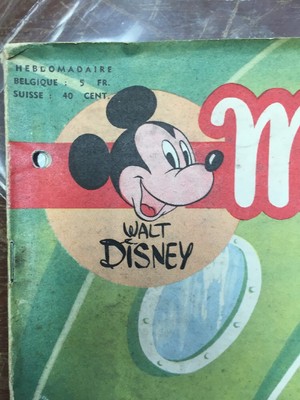 HEBDOMADAIRE
BELGIQUE : 5 FR.
SUISSE : 40 CENT.
WALT
DISNEY